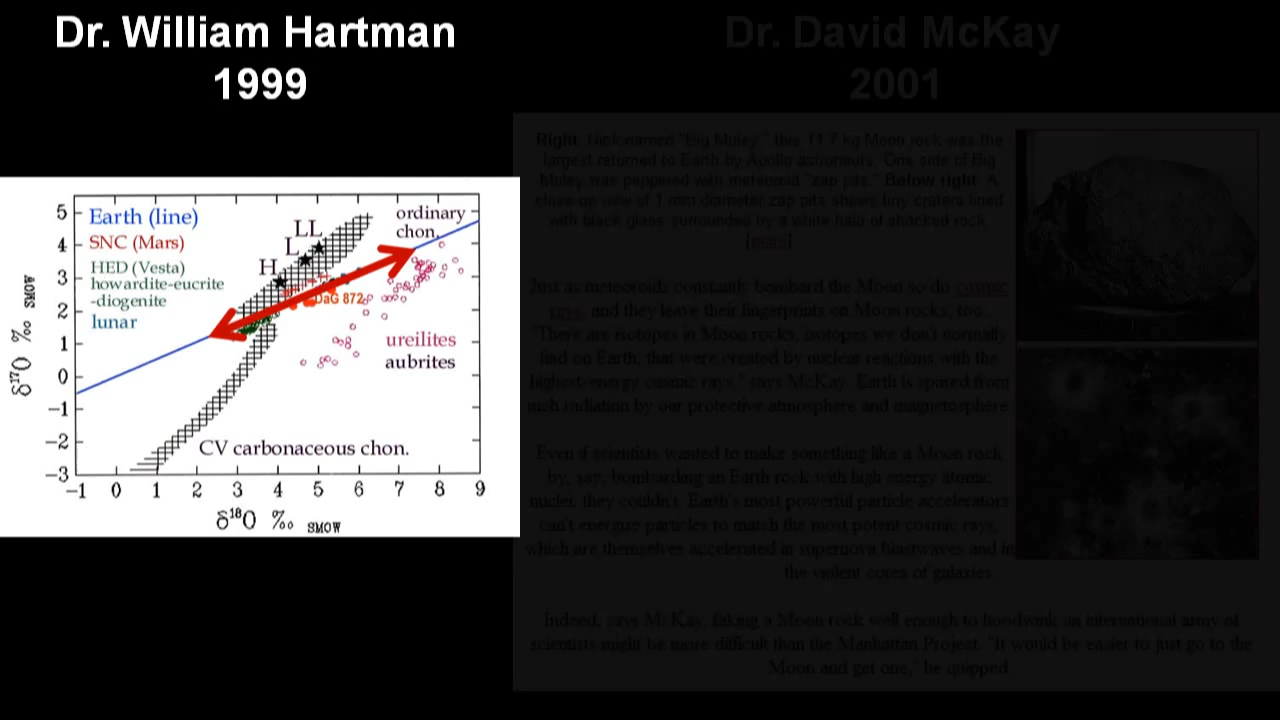 Dr. William Hartman
1999
Dr. David McKay
2001
5
4
3
2
1
0
−1
−2
−3
δ¹⁷O ‰ SMOW
Earth (line)
SNC (Mars)
HED (Vesta)
howardite-eucrite
-diogenite
lunar
LL
L
H
ordinary
chon.
DaG 872
ureilites
aubrites
CV carbonaceous chon.
−1 0 1 2 3 4 5 6 7 8 9
δ¹⁸O ‰ SMOW
Right: Nicknamed "Big Muley," this 11.7 kg Moon rock was the
largest returned to Earth by Apollo astronauts. One side of Big
Muley was peppered with meteoroid "zap pits." Below right: A
close-up view of 1 mm diameter zap pits shows tiny craters lined
with black glass surrounded by a white halo of shocked rock.
[more]
Just as meteoroids constantly bombard the Moon so do cosmic
rays, and they leave their fingerprints on Moon rocks, too.
"There are isotopes in Moon rocks, isotopes we don't normally
find on Earth, that were created by nuclear reactions with the
highest-energy cosmic rays," says McKay. Earth is spared from
such radiation by our protective atmosphere and magnetosphere.
Even if scientists wanted to make something like a Moon rock
by, say, bombarding an Earth rock with high energy atomic
nuclei, they couldn't. Earth's most powerful particle accelerators
can't energize particles to match the most potent cosmic rays,
which are themselves accelerated in supernova blastwaves and in
the violent cores of galaxies.
Indeed, says McKay, faking a Moon rock well enough to hoodwink an international army of
scientists might be more difficult than the Manhattan Project. "It would be easier to just go to the
Moon and get one," he quipped.